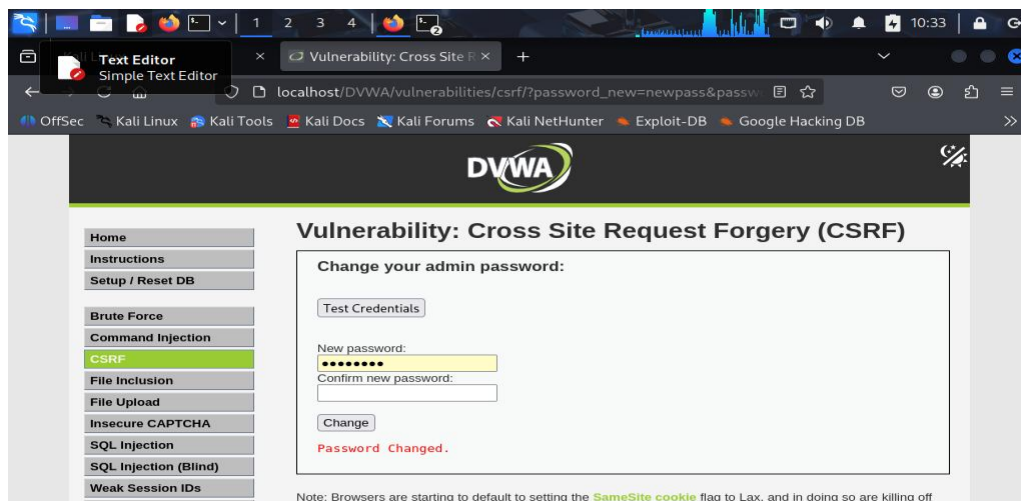 1 2 3 4 2 10:33
Text Editor
Simple Text Editor
Vulnerability: Cross Site R
localhost/DVWA/vulnerabilities/csrf/?password_new=newpass&passw
OffSec Kali Linux Kali Tools Kali Docs Kali Forums Kali NetHunter Exploit-DB Google Hacking DB
DVWA
Vulnerability: Cross Site Request Forgery (CSRF)
Home
Instructions
Setup / Reset DB
Brute Force
Command Injection
CSRF
File Inclusion
File Upload
Insecure CAPTCHA
SQL Injection
SQL Injection (Blind)
Weak Session IDs
Change your admin password:
Test Credentials
New password:
Confirm new password:
Change
Password Changed.
Note: Browsers are starting to default to setting the SameSite cookie flag to Lax, and in doing so are killing off